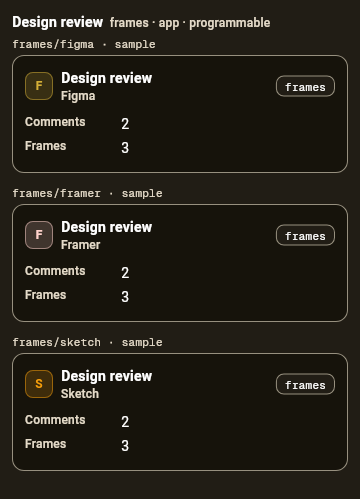 Design review frames · app · programmable
frames/figma · sample
F
Design review
Figma
frames
Comments 2
Frames 3
frames/framer · sample
F
Design review
Framer
frames
Comments 2
Frames 3
frames/sketch · sample
S
Design review
Sketch
frames
Comments 2
Frames 3